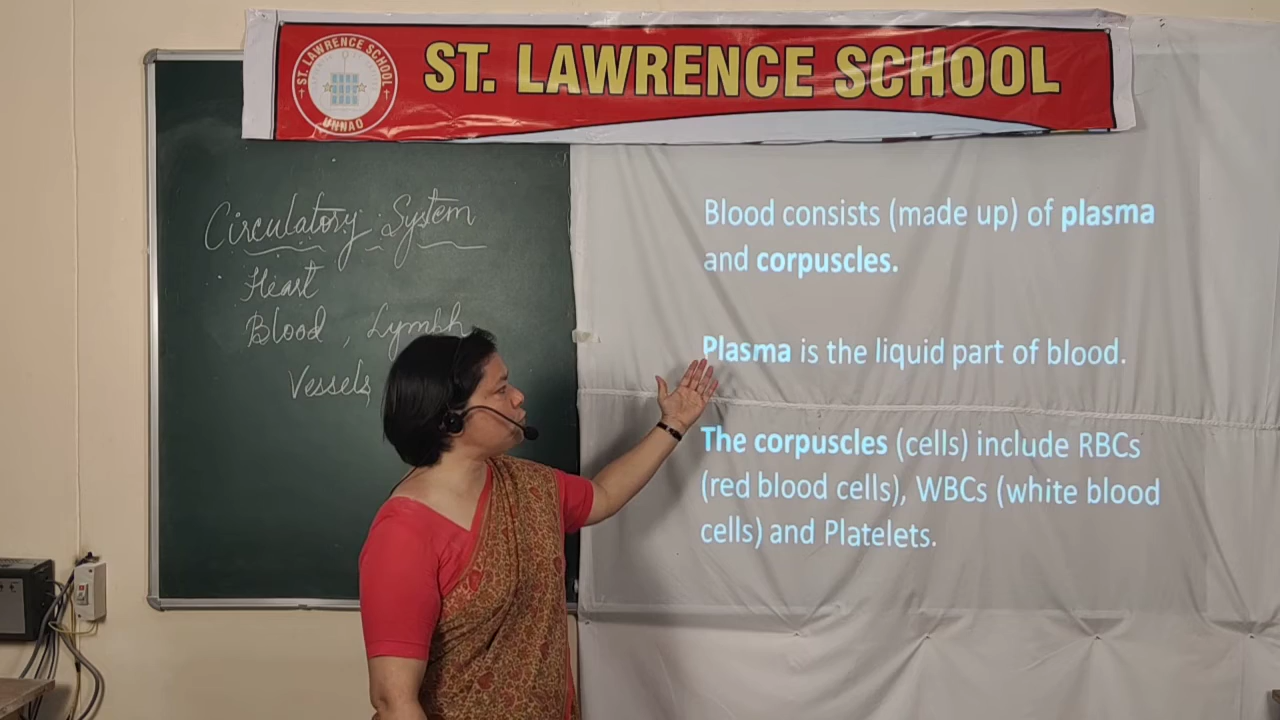 ST. LAWRENCE SCHOOL
ST. LAWRENCE SCHOOL
UNNAO
Circulatory System
Heart
Blood , Lymph
Vessels
Blood consists (made up) of plasma
and corpuscles.
Plasma is the liquid part of blood.
The corpuscles (cells) include RBCs
(red blood cells), WBCs (white blood
cells) and Platelets.